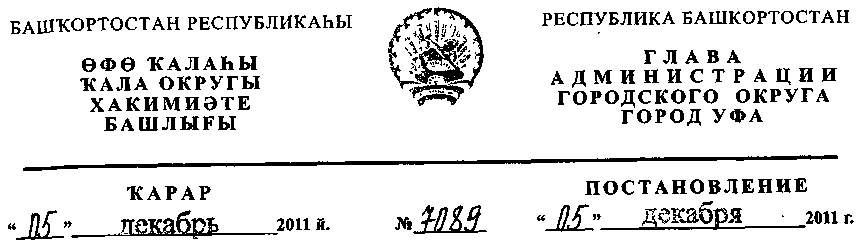 БАШҠОРТОСТАН РЕСПУБЛИКАҺЫ
ӨФӨ ҠАЛАҺЫ
ҠАЛА ОКРУГЫ
ХАКИМИӘТЕ
БАШЛЫҒЫ
РЕСПУБЛИКА БАШКОРТОСТАН
ГЛАВА
АДМИНИСТРАЦИИ
ГОРОДСКОГО ОКРУГА
ГОРОД УФА
ҠАРАР
ПОСТАНОВЛЕНИЕ
“05” декабрь 2011 й. № 7089 “05” декабря 2011 г.